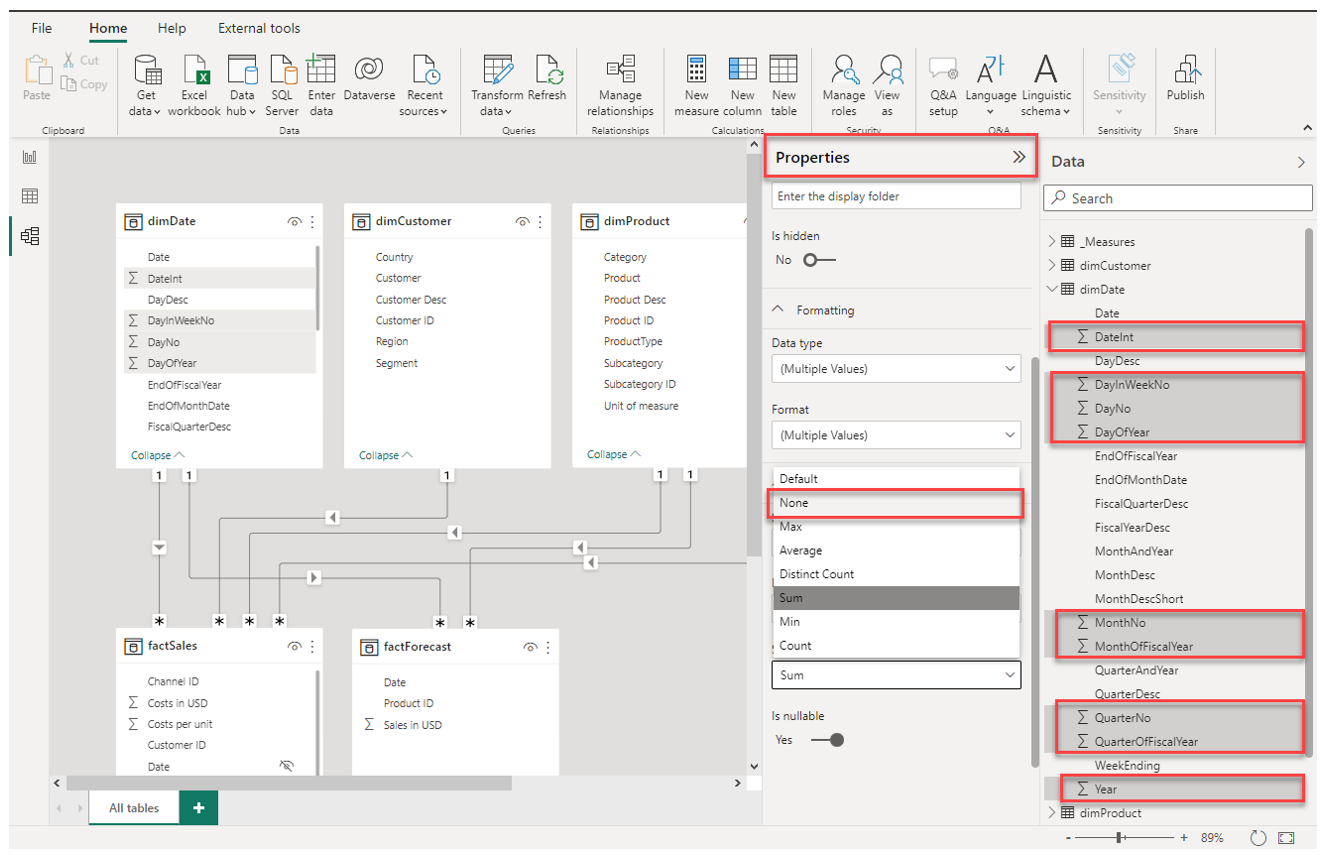 File Home Help External tools
Paste
Cut
Copy
Clipboard
Get data
Excel workbook
Data hub
SQL Server
Enter data
Dataverse
Recent sources
Data
Transform data
Refresh
Queries
Manage relationships
Relationships
New measure
New column
New table
Calculations
Manage roles
View as
Security
Q&A setup
Language
Linguistic schema
Q&A
Sensitivity
Sensitivity
Publish
Share
dimDate
Date
DateInt
DayDesc
DayInWeekNo
DayNo
DayOfYear
EndOfFiscalYear
EndOfMonthDate
FiscalQuarterDesc
Collapse
dimCustomer
Country
Customer
Customer Desc
Customer ID
Region
Segment
Collapse
dimProduct
Category
Product
Product Desc
Product ID
ProductType
Subcategory
Subcategory ID
Unit of measure
Collapse
1 1 1 1 1
* * * * * *
factSales
Channel ID
Costs in USD
Costs per unit
Customer ID
Date
factForecast
Date
Product ID
Sales in USD
All tables
+
Properties
Enter the display folder
Is hidden
No
Formatting
Data type
(Multiple Values)
Format
(Multiple Values)
Default
None
Max
Average
Distinct Count
Sum
Min
Count
Sum
Is nullable
Yes
Data
Search
_Measures
dimCustomer
dimDate
Date
DateInt
DayDesc
DayInWeekNo
DayNo
DayOfYear
EndOfFiscalYear
EndOfMonthDate
FiscalQuarterDesc
FiscalYearDesc
MonthAndYear
MonthDesc
MonthDescShort
MonthNo
MonthOfFiscalYear
QuarterAndYear
QuarterDesc
QuarterNo
QuarterOfFiscalYear
WeekEnding
Year
dimProduct
- + 89%